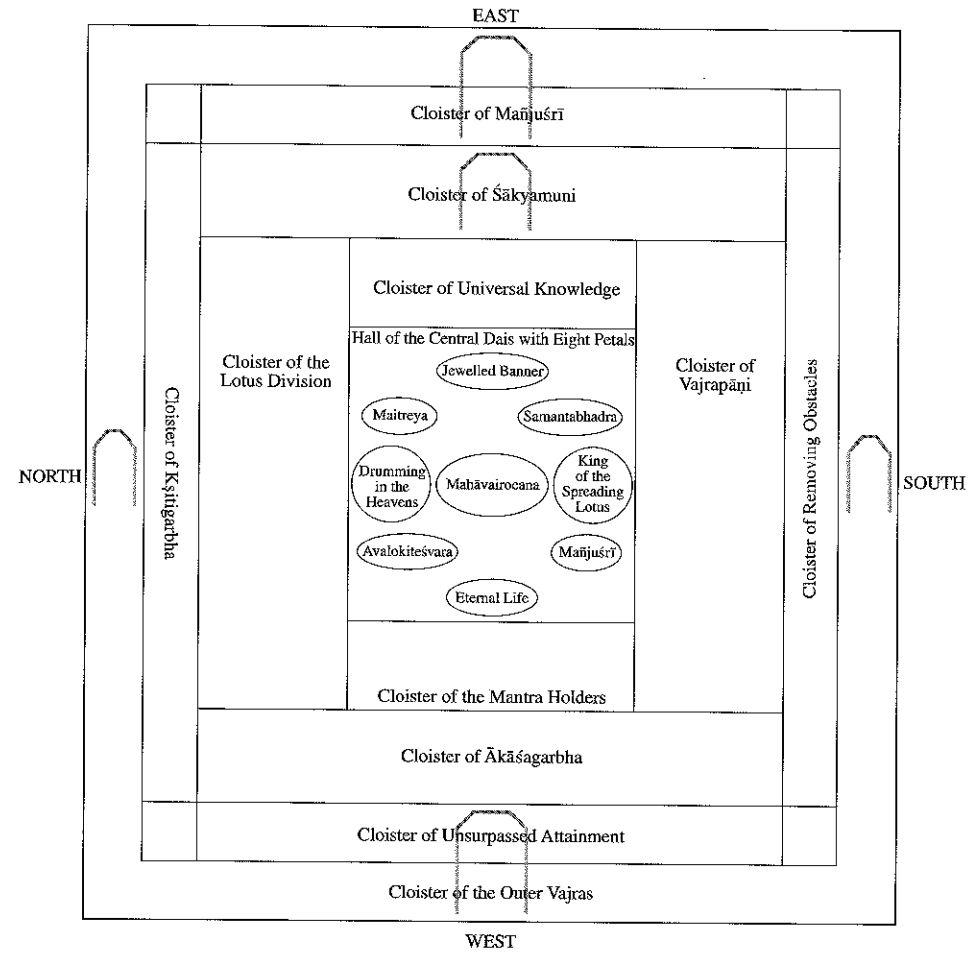 EAST
Cloister of Mañjuśrī
Cloister of Śākyamuni
Cloister of Universal Knowledge
Hall of the Central Dais with Eight Petals
Jewelled Banner
Cloister of the
Lotus Division
Cloister of
Vajrapāṇi
Maitreya
Samantabhadra
Cloister of Kṣitigarbha
Cloister of Removing Obstacles
NORTH
Drumming
in the
Heavens
Mahāvairocana
King
of the
Spreading
Lotus
SOUTH
Avalokiteśvara
Mañjuśrī
Eternal Life
Cloister of the Mantra Holders
Cloister of Ākāśagarbha
Cloister of Unsurpassed Attainment
Cloister of the Outer Vajras
WEST